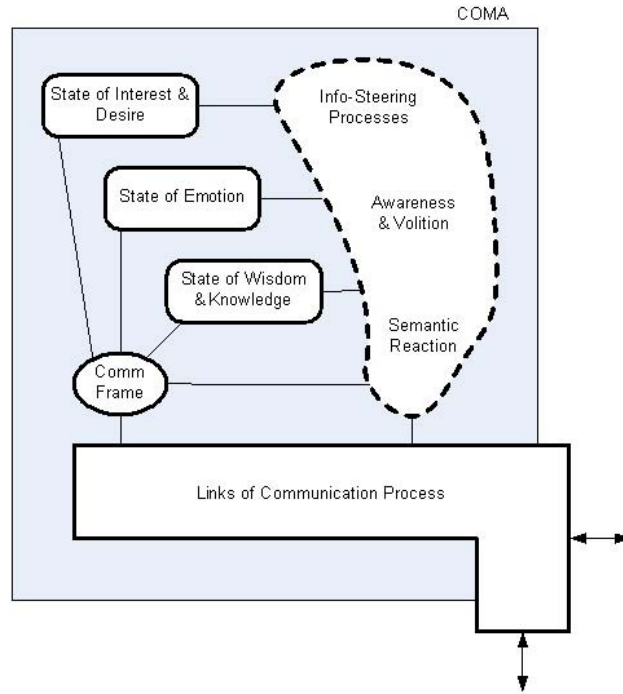 COMA
State of Interest &
Desire
Info-Steering
Processes
State of Emotion
Awareness
& Volition
State of Wisdom
& Knowledge
Semantic
Reaction
Comm
Frame
Links of Communication Process